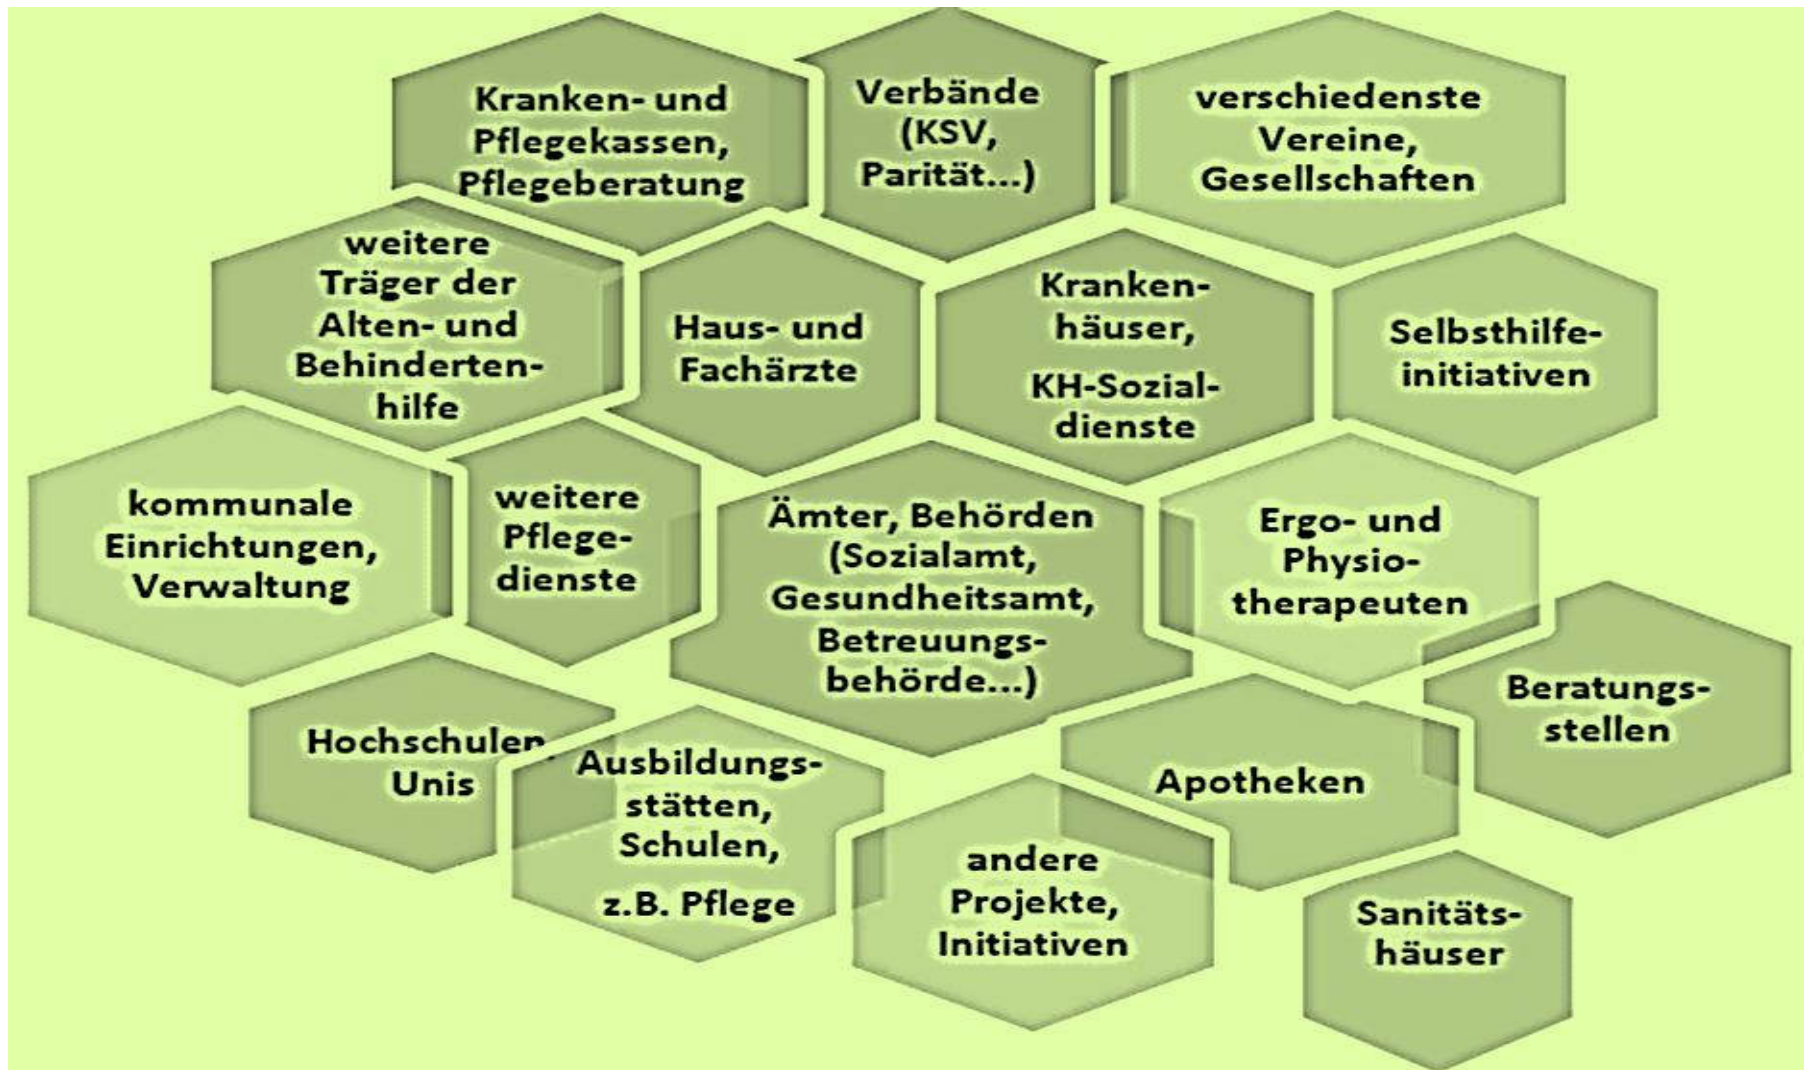 Kranken- und
Pflegekassen,
Pflegeberatung
Verbände
(KSV,
Parität...)
verschiedenste
Vereine,
Gesellschaften
weitere
Träger der
Alten- und
Behinderten-
hilfe
Haus- und
Fachärzte
Kranken-
häuser,
KH-Sozial-
dienste
Selbsthilfe-
initiativen
kommunale
Einrichtungen,
Verwaltung
weitere
Pflege-
dienste
Ämter, Behörden
(Sozialamt,
Gesundheitsamt,
Betreuungs-
behörde...)
Ergo- und
Physio-
therapeuten
Beratungs-
stellen
Hochschulen,
Unis
Ausbildungs-
stätten,
Schulen,
z.B. Pflege
andere
Projekte,
Initiativen
Apotheken
Sanitäts-
häuser